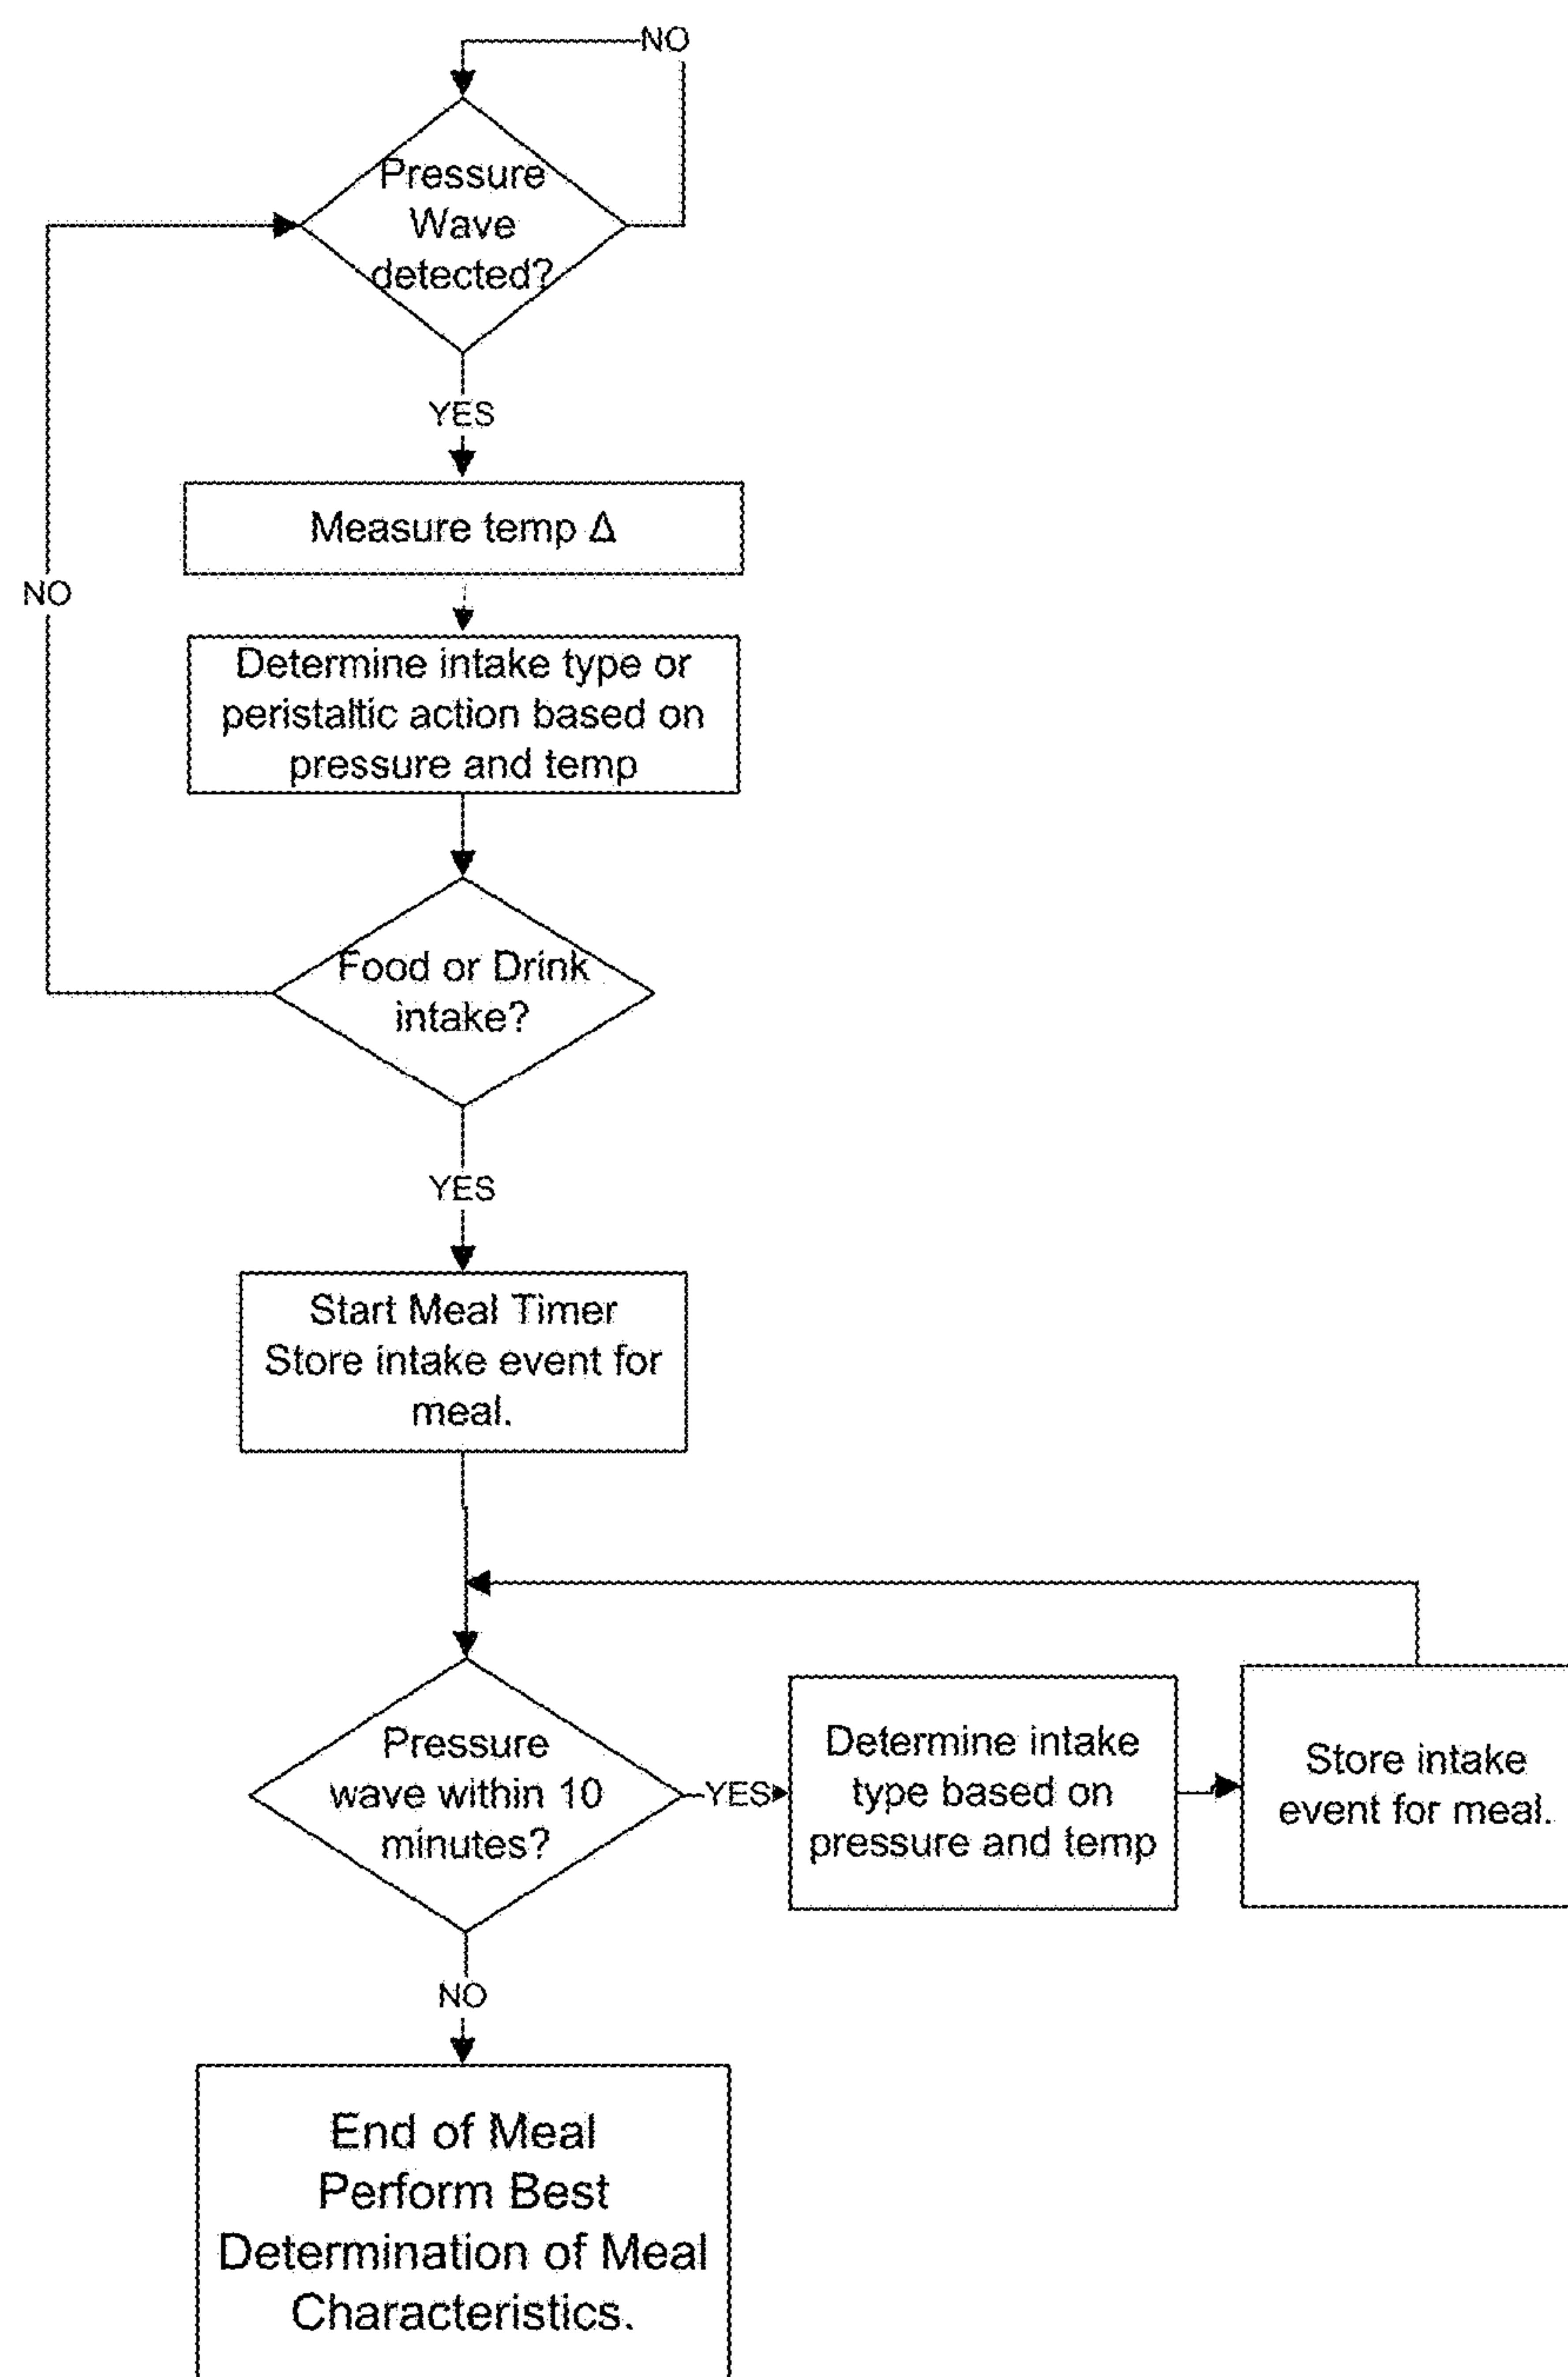 NO
Pressure
Wave
detected?
YES
Measure temp Δ
NO
Determine intake type or
peristaltic action based on
pressure and temp
Food or Drink
intake?
YES
Start Meal Timer
Store intake event for
meal.
Pressure
wave within 10
minutes?
YES
Determine intake
type based on
pressure and temp
Store intake
event for meal.
NO
End of Meal
Perform Best
Determination of Meal
Characteristics.